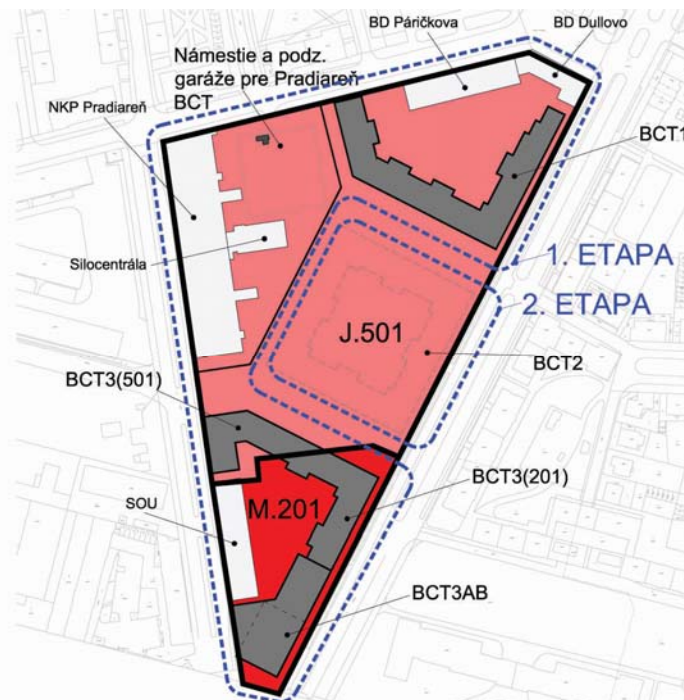 BD Páričkova
BD Dullovo
Námestie a podz.
garáže pre Pradiareň
BCT
NKP Pradiareň
BCT1
Silocentrála
1. ETAPA
2. ETAPA
J.501
BCT2
BCT3(501)
BCT3(201)
SOU
M.201
BCT3AB